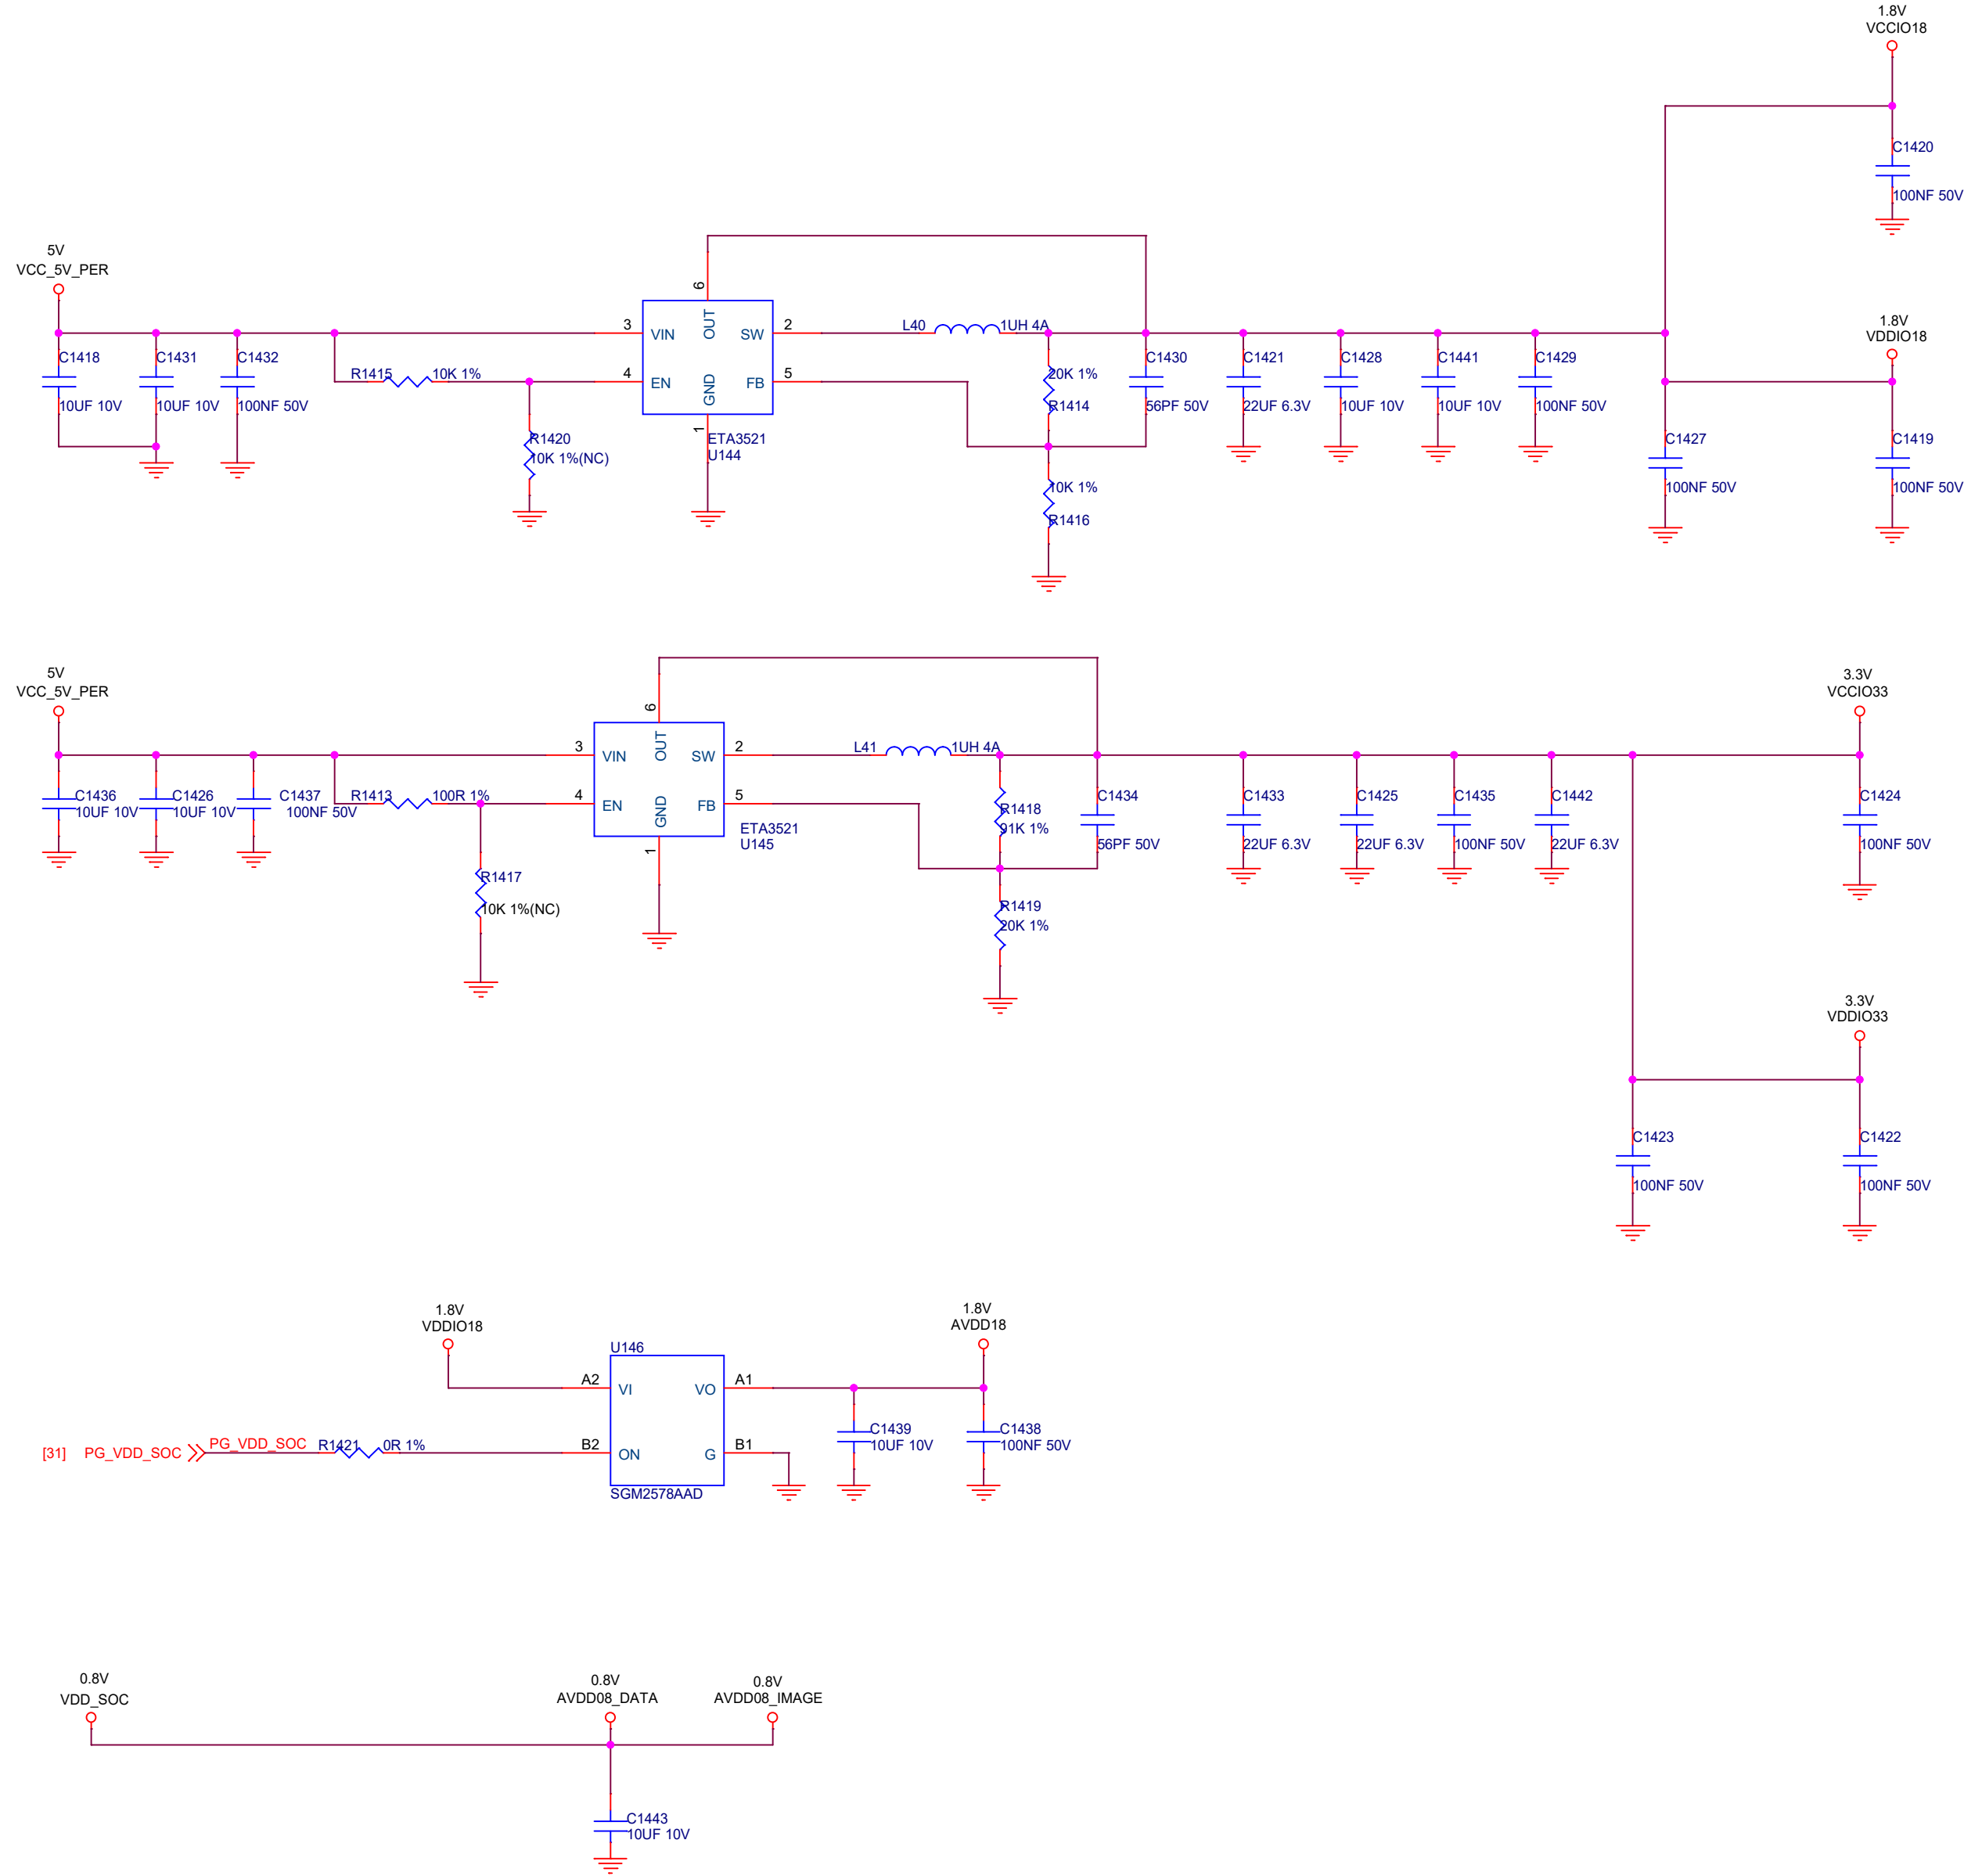 1.8V
VCCIO18
C1420
100NF 50V
5V
VCC_5V_PER
6
3
VIN
OUT
SW
2
L40
1UH 4A
1.8V
VDDIO18
C1418
10UF 10V
C1431
10UF 10V
C1432
100NF 50V
R1415
10K 1%
4
EN
GND
FB
5
20K 1%
R1414
C1430
56PF 50V
C1421
22UF 6.3V
C1428
10UF 10V
C1441
10UF 10V
C1429
100NF 50V
R1420
10K 1%(NC)
1
ETA3521
U144
C1427
100NF 50V
C1419
100NF 50V
10K 1%
R1416
5V
VCC_5V_PER
6
3
VIN
OUT
SW
2
L41
1UH 4A
3.3V
VCCIO33
C1436
10UF 10V
C1426
10UF 10V
C1437
100NF 50V
R1413
100R 1%
4
EN
GND
FB
5
R1418
91K 1%
C1434
56PF 50V
C1433
22UF 6.3V
C1425
22UF 6.3V
C1435
100NF 50V
C1442
22UF 6.3V
C1424
100NF 50V
1
ETA3521
U145
R1417
10K 1%(NC)
R1419
20K 1%
3.3V
VDDIO33
C1423
100NF 50V
C1422
100NF 50V
1.8V
VDDIO18
U146
1.8V
AVDD18
A2
VI
VO
A1
C1439
10UF 10V
C1438
100NF 50V
[31]
PG_VDD_SOC
PG_VDD_SOC
R1421
0R 1%
B2
ON
G
B1
SGM2578AAD
0.8V
VDD_SOC
0.8V
AVDD08_DATA
0.8V
AVDD08_IMAGE
C1443
10UF 10V